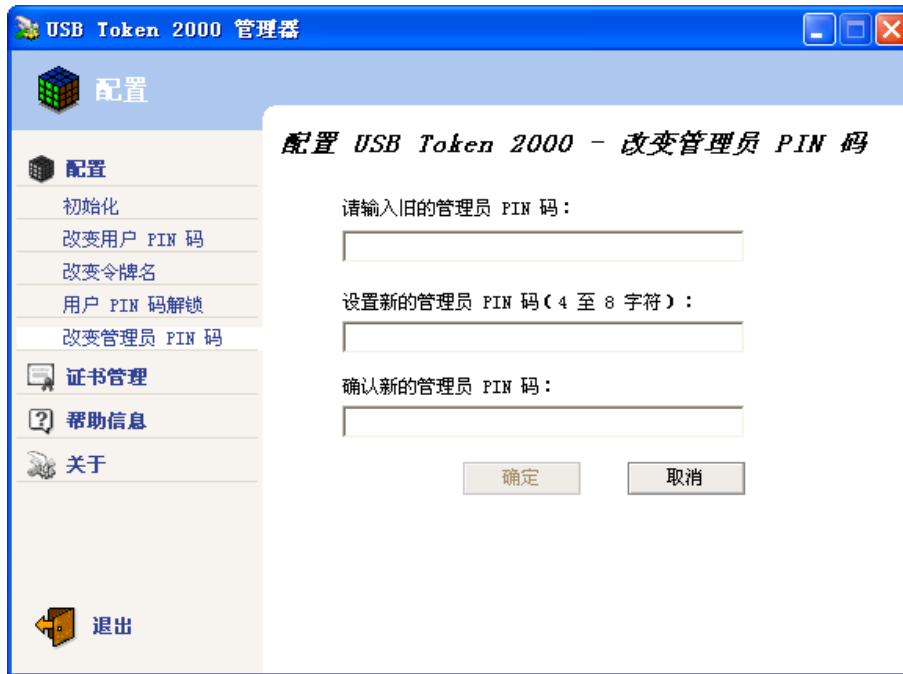 USB Token 2000 管理器
配置
配置 USB Token 2000 - 改变管理员 PIN 码
配置
初始化
改变用户 PIN 码
改变令牌名
用户 PIN 码解锁
改变管理员 PIN 码
证书管理
帮助信息
关于
退出
请输入旧的管理员 PIN 码：
设置新的管理员 PIN 码(4 至 8 字符)：
确认新的管理员 PIN 码：
确定
取消